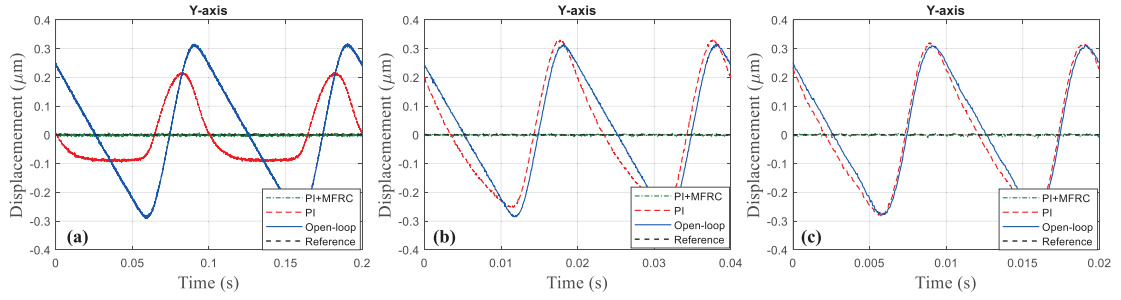 Y-axis
Displacement (μm)
0.4
0.3
0.2
0.1
0
-0.1
-0.2
-0.3
-0.4
(a)
PI+MFRC
PI
Open-loop
Reference
0
0.05
0.1
0.15
0.2
Time (s)
Y-axis
Displacement (μm)
0.4
0.3
0.2
0.1
0
-0.1
-0.2
-0.3
-0.4
(b)
PI+MFRC
PI
Open-loop
Reference
0
0.01
0.02
0.03
0.04
Time (s)
Y-axis
Displacement (μm)
0.4
0.3
0.2
0.1
0
-0.1
-0.2
-0.3
-0.4
(c)
PI+MFRC
PI
Open-loop
Reference
0
0.005
0.01
0.015
0.02
Time (s)